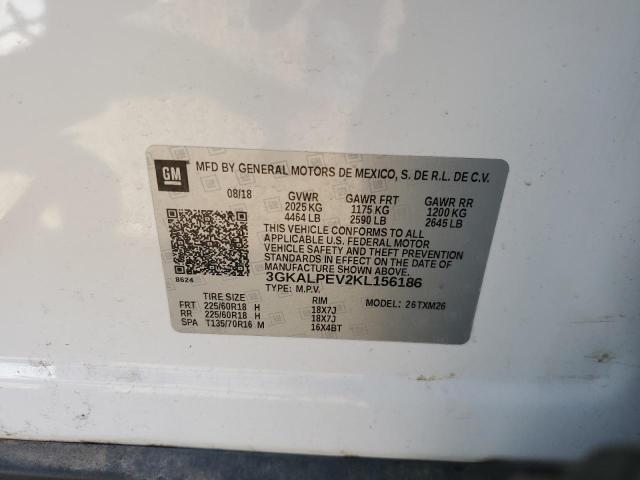 GM MFD BY GENERAL MOTORS DE MEXICO, S. DE R.L. DE C.V.
08/18 GVWR GAWR FRT GAWR RR
2025 KG 1175 KG 1200 KG
4464 LB 2590 LB 2645 LB
THIS VEHICLE CONFORMS TO ALL
APPLICABLE U.S. FEDERAL MOTOR
VEHICLE SAFETY AND THEFT PREVENTION
STANDARDS IN EFFECT ON THE DATE OF
MANUFACTURE SHOWN ABOVE.
8624 3GKALPEV2KL156186
TYPE: M.P.V.
TIRE SIZE RIM MODEL: 26TXM26
FRT 225/60R18 H 18X7J
RR 225/60R18 H 18X7J
SPA T135/70R16 M 16X4BT